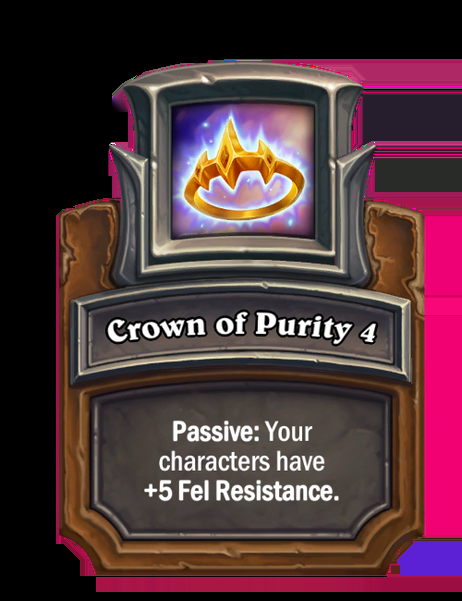 Crown of Purity 4
Passive: Your
characters have
+5 Fel Resistance.